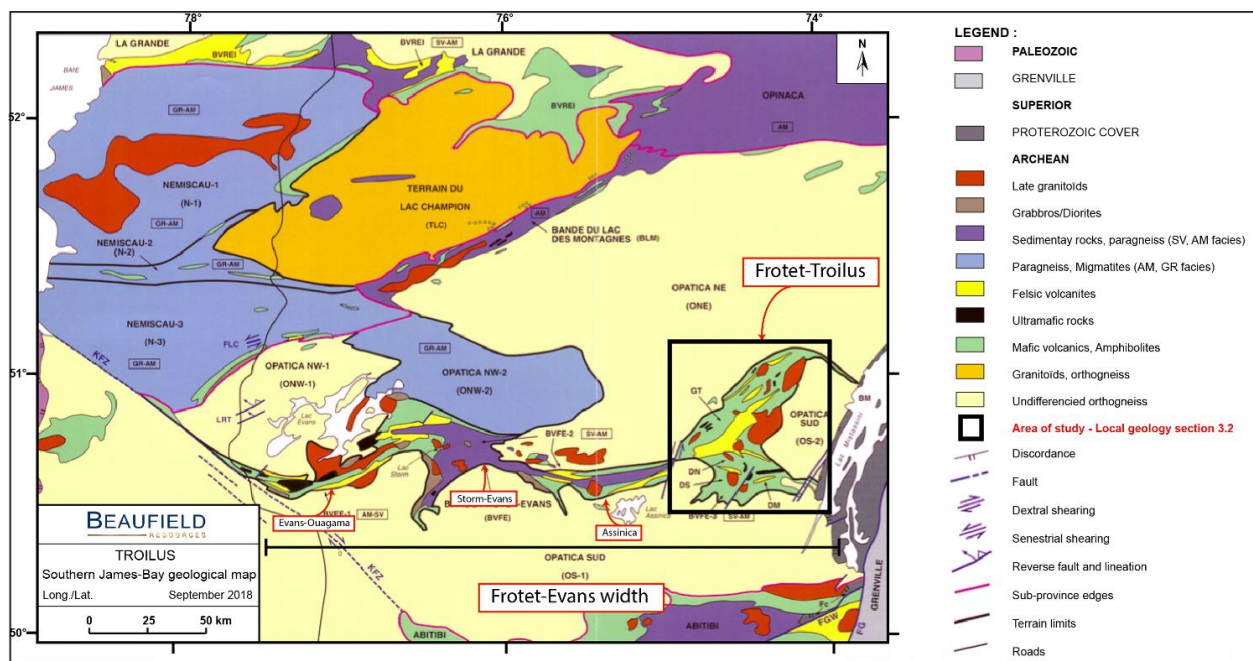 78°
76°
74°
LA GRANDE
BVREI
BVREI
SV-AM
LA GRANDE
N
BAIE
JAMES
GR-AM
BVREI
OPINACA
52°
AM
NEMISCAU-1
(N-1)
TERRAIN DU
LAC CHAMPION
(TLC)
AM
GR-AM
BANDE DU LAC
DES MONTAGNES (BLM)
NEMISCAU-2
(N-2)
GR-AM
Frotet-Troilus
OPATICA NE
(ONE)
NEMISCAU-3
(N-3)
FLC
KFZ
GR-AM
GR-AM
51°
OPATICA NW-1
(ONW-1)
OPATICA NW-2
(ONW-2)
GT
OPATICA
SUD
(OS-2)
BM
LRT
Lac
Evans
Lac Mistassini
BVFE-2
SV-AM
Lac
Storm
DN
DS
Storm-Evans
-EVANS
(BVFE)
DM
Evans-Ouagama
BVFE-1
AM-SV
Assinica
Lac
Assinica
BVFE-3
SV-AM
BEAUFIELD
RESOURCES
TROILUS
Southern James-Bay geological map
Long./Lat. September 2018
0 25 50 km
KFZ
OPATICA SUD
(OS-1)
Frotet-Evans width
50°
ABITIBI
ABITIBI
Fc
FGW
FG
GRENVILLE
LEGEND :
PALEOZOIC
GRENVILLE
SUPERIOR
PROTEROZOIC COVER
ARCHEAN
Late granitoïds
Grabbros/Diorites
Sedimentay rocks, paragneiss (SV, AM facies)
Paragneiss, Migmatites (AM, GR facies)
Felsic volcanites
Ultramafic rocks
Mafic volcanics, Amphibolites
Granitoïds, orthogneiss
Undifferencied orthogneiss
Area of study - Local geology section 3.2
Discordance
Fault
Dextral shearing
Senestrial shearing
Reverse fault and lineation
Sub-province edges
Terrain limits
Roads